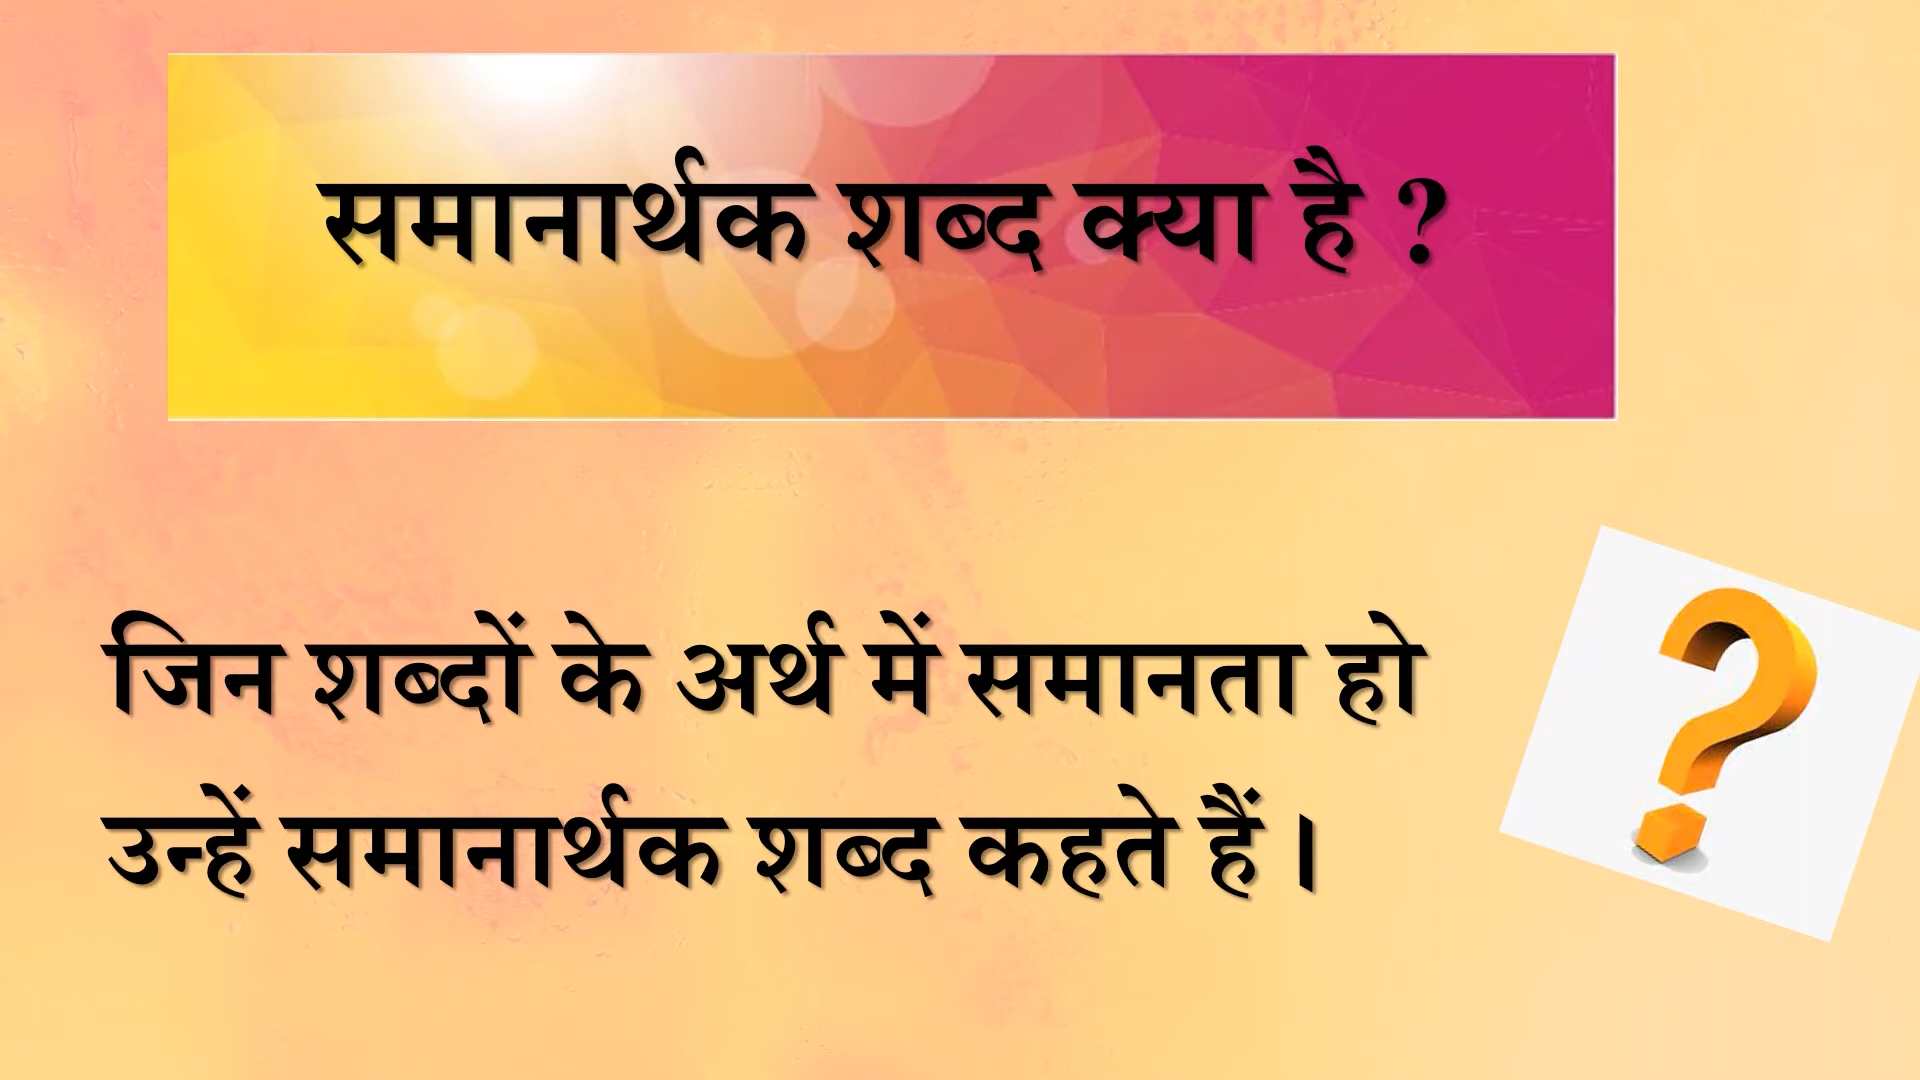 समानार्थक शब्द क्या है ?
जिन शब्दों के अर्थ में समानता हो
उन्हें समानार्थक शब्द कहते हैं ।